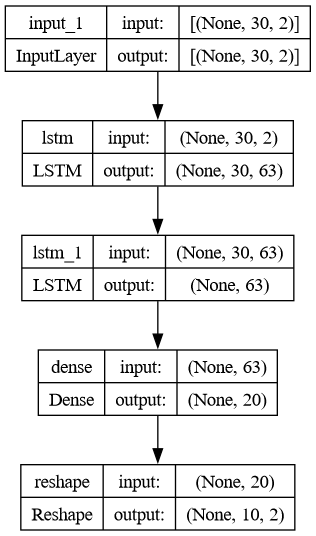 input_1 input: [(None, 30, 2)]
InputLayer output: [(None, 30, 2)]
lstm input: (None, 30, 2)
LSTM output: (None, 30, 63)
lstm_1 input: (None, 30, 63)
LSTM output: (None, 63)
dense input: (None, 63)
Dense output: (None, 20)
reshape input: (None, 20)
Reshape output: (None, 10, 2)